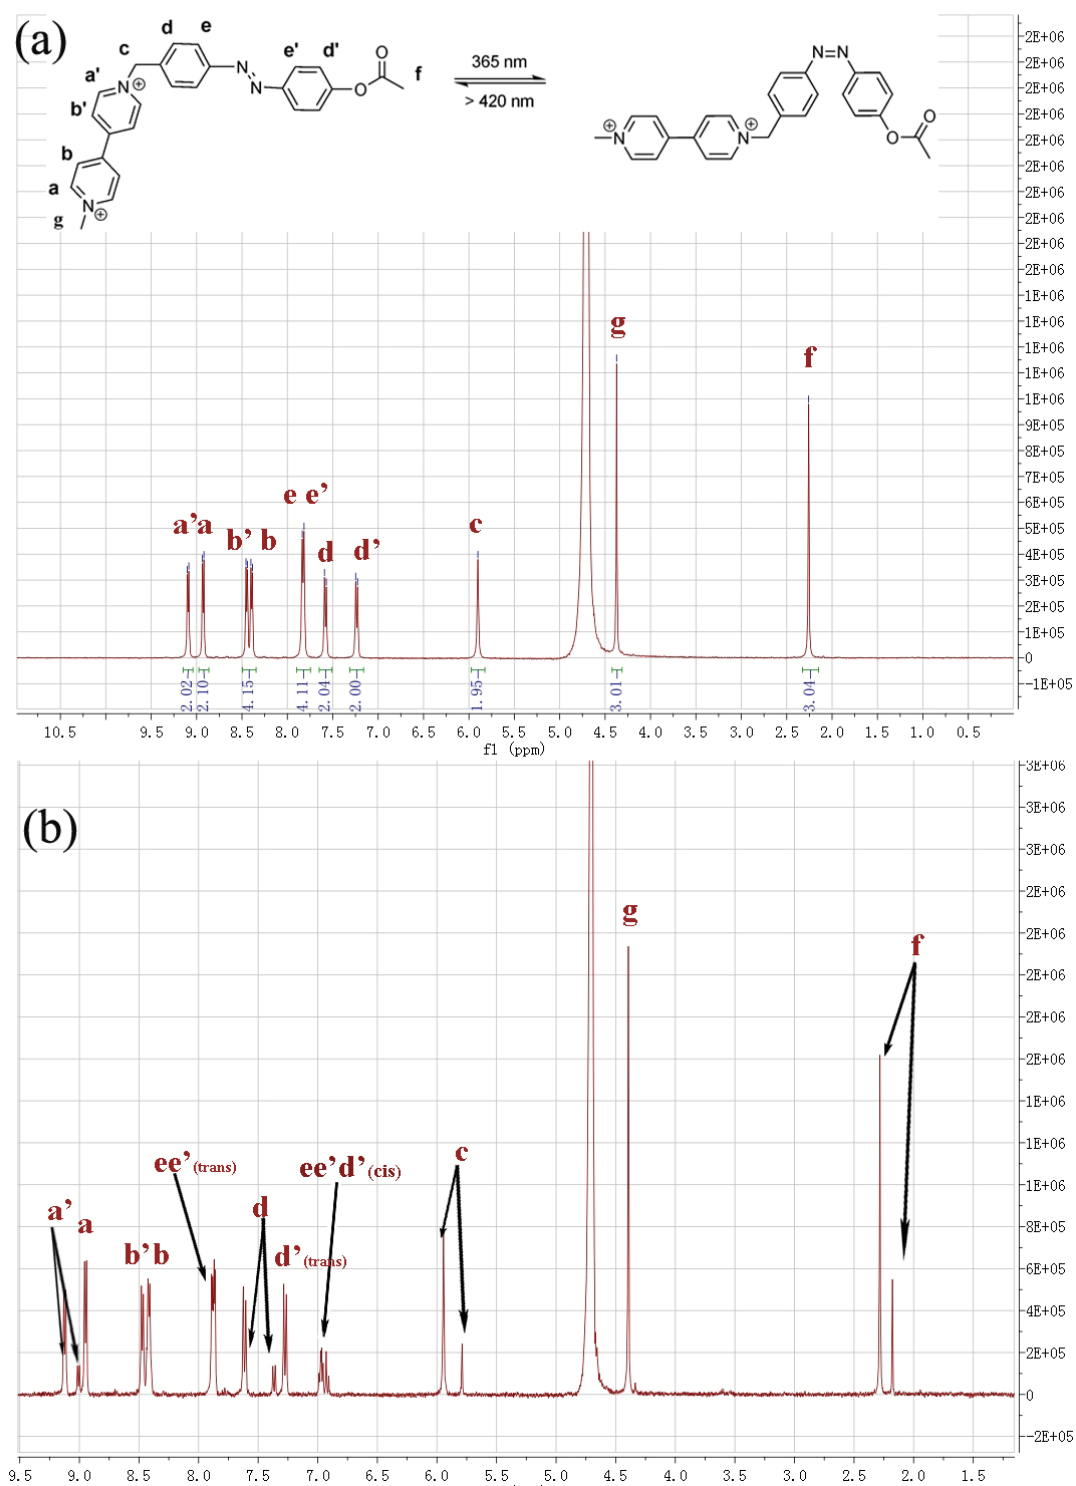 (a)
d e
c
N
N
e' d'
O
O
f
a'
N ⊕
b'
b
a
N ⊕
g
365 nm
> 420 nm
N=N
⊕ N
N ⊕
O
O
2E+06
2E+06
2E+06
2E+06
2E+06
2E+06
2E+06
2E+06
2E+06
2E+06
1E+06
1E+06
1E+06
1E+06
1E+06
9E+05
8E+05
7E+05
6E+05
5E+05
4E+05
3E+05
2E+05
1E+05
0
-1E+05
g
f
e e’
a’a
b’ b
d
d’
c
2.02
2.10
4.15
4.11
2.04
2.00
1.95
3.01
3.04
10.5 9.5 9.0 8.5 8.0 7.5 7.0 6.5 6.0 5.5 5.0 4.5 4.0 3.5 3.0 2.5 2.0 1.5 1.0 0.5
f1 (ppm)
(b)
3E+06
3E+06
3E+06
2E+06
2E+06
2E+06
2E+06
2E+06
1E+06
1E+06
1E+06
8E+05
6E+05
4E+05
2E+05
0
-2E+05
g
f
ee’(trans)
ee’d’(cis)
c
a’ a
d
b’b
d’(trans)
9.5 9.0 8.5 8.0 7.5 7.0 6.5 6.0 5.5 5.0 4.5 4.0 3.5 3.0 2.5 2.0 1.5